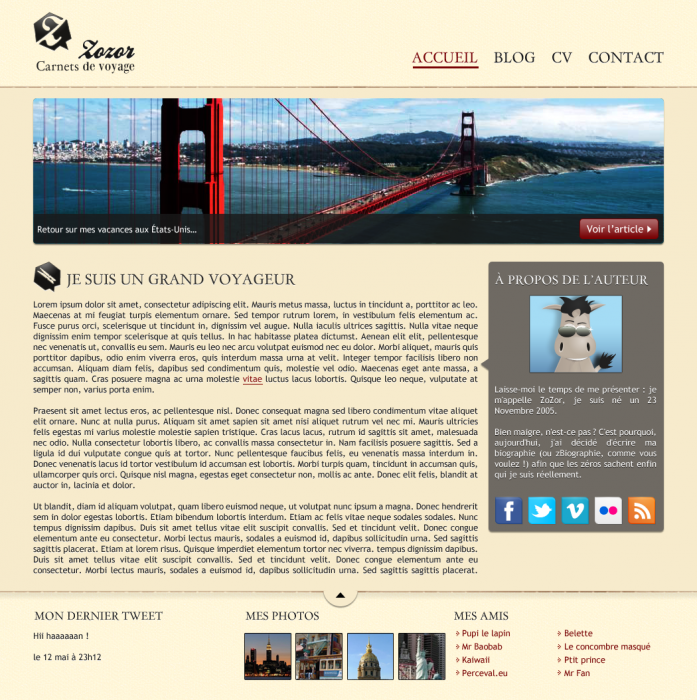 Zozor
Carnets de voyage
ACCUEIL BLOG CV CONTACT
Retour sur mes vacances aux États-Unis...
Voir l'article
JE SUIS UN GRAND VOYAGEUR
Lorem ipsum dolor sit amet, consectetur adipiscing elit. Mauris metus massa, luctus in tincidunt a, porttitor ac leo.
Maecenas at mi feugiat turpis elementum ornare. Sed tempor rutrum lorem, in vestibulum felis elementum ac.
Fusce purus orci, scelerisque ut tincidunt in, dignissim vel augue. Nulla iaculis ultrices sagittis. Nulla vitae neque
dignissim enim tempor scelerisque at quis tellus. In hac habitasse platea dictumst. Aenean elit elit, pellentesque
nec venenatis ut, convallis eu sem. Mauris eu leo nec arcu volutpat euismod nec eu dolor. Morbi aliquet, mauris quis
porttitor dapibus, odio enim viverra eros, quis interdum massa urna at velit. Integer tempor facilisis libero non
accumsan. Aliquam diam felis, dapibus sed condimentum quis, molestie vel odio. Maecenas eget ante massa, a
sagittis quam. Cras posuere magna ac urna molestie vitae luctus lacus lobortis. Quisque leo neque, vulputate at
semper non, varius porta enim.
Praesent sit amet lectus eros, ac pellentesque nisl. Donec consequat magna sed libero condimentum vitae aliquet
elit ornare. Nunc at nulla purus. Aliquam sit amet sapien sit amet nisi aliquet rutrum vel nec mi. Mauris ultricies
felis egestas mi varius molestie molestie sapien tristique. Cras lacus lacus, rutrum id sagittis sit amet, malesuada
nec odio. Nulla consectetur lobortis libero, ac convallis massa consectetur in. Nam facilisis posuere sagittis. Sed a
ligula id dui vulputate congue quis at tortor. Nunc pellentesque faucibus felis, eu venenatis massa interdum in.
Donec venenatis lacus id tortor vestibulum id accumsan est lobortis. Morbi turpis quam, tincidunt in accumsan quis,
ullamcorper quis orci. Quisque nisl magna, egestas eget consectetur non, mollis ac ante. Donec elit felis, blandit at
auctor in, lacinia et dolor.
Ut blandit, diam id aliquam volutpat, quam libero euismod neque, ut volutpat nunc ipsum a magna. Donec hendrerit
sem in dolor egestas lobortis. Etiam bibendum lobortis interdum. Etiam ac felis vitae neque sodales sodales. Nunc
tempus dignissim dapibus. Duis sit amet tellus vitae elit suscipit convallis. Sed et tincidunt velit. Donec congue
elementum ante eu consectetur. Morbi lectus mauris, sodales a euismod id, dapibus sollicitudin urna. Sed sagittis
sagittis placerat. Etiam at lorem risus. Quisque imperdiet elementum tortor nec viverra. tempus dignissim dapibus.
Duis sit amet tellus vitae elit suscipit convallis. Sed et tincidunt velit. Donec congue elementum ante eu
consectetur. Morbi lectus mauris, sodales a euismod id, dapibus sollicitudin urna. Sed sagittis sagittis placerat.
À PROPOS DE L'AUTEUR
Laisse-moi le temps de me présenter : je
m'appelle ZoZor, je suis né un 23
Novembre 2005.
Bien maigre, n'est-ce pas ? C'est pourquoi,
aujourd'hui, j'ai décidé d'écrire ma
biographie (ou zBiographie, comme vous
voulez !) afin que les zéros sachent enfin
qui je suis réellement.
MON DERNIER TWEET
Hii haaaaaan !
le 12 mai à 23h12
MES PHOTOS
MES AMIS
Pupi le lapin
Mr Baobab
Kaiwaii
Perceval.eu
Belette
Le concombre masqué
Ptit prince
Mr Fan